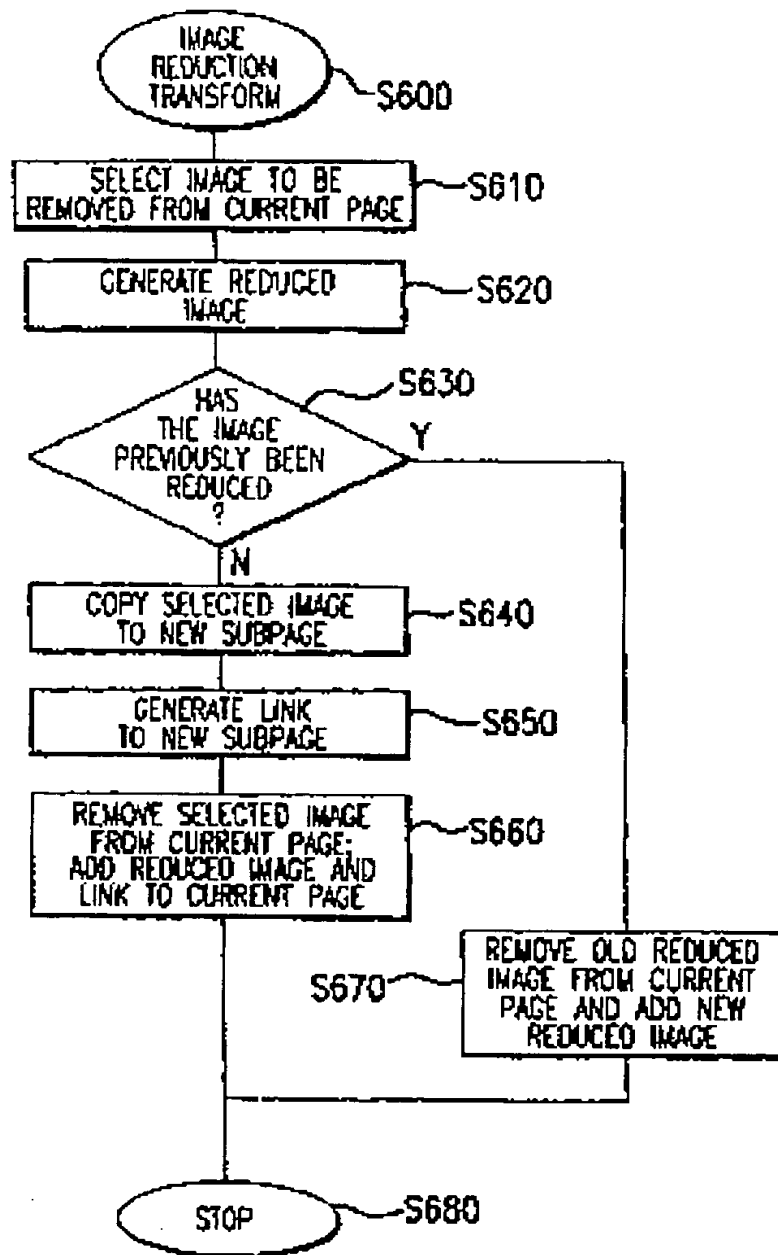 IMAGE
REDUCTION
TRANSFORM
S600
SELECT IMAGE TO BE
REMOVED FROM CURRENT PAGE
S610
GENERATE REDUCED
IMAGE
S620
S630
HAS
THE IMAGE
PREVIOUSLY BEEN
REDUCED
?
Y
N
COPY SELECTED IMAGE
TO NEW SUBPAGE
S640
GENERATE LINK
TO NEW SUBPAGE
S650
REMOVE SELECTED IMAGE
FROM CURRENT PAGE;
ADD REDUCED IMAGE AND
LINK TO CURRENT PAGE
S660
REMOVE OLD REDUCED
IMAGE FROM CURRENT
PAGE AND ADD NEW
REDUCED IMAGE
S670
STOP
S680